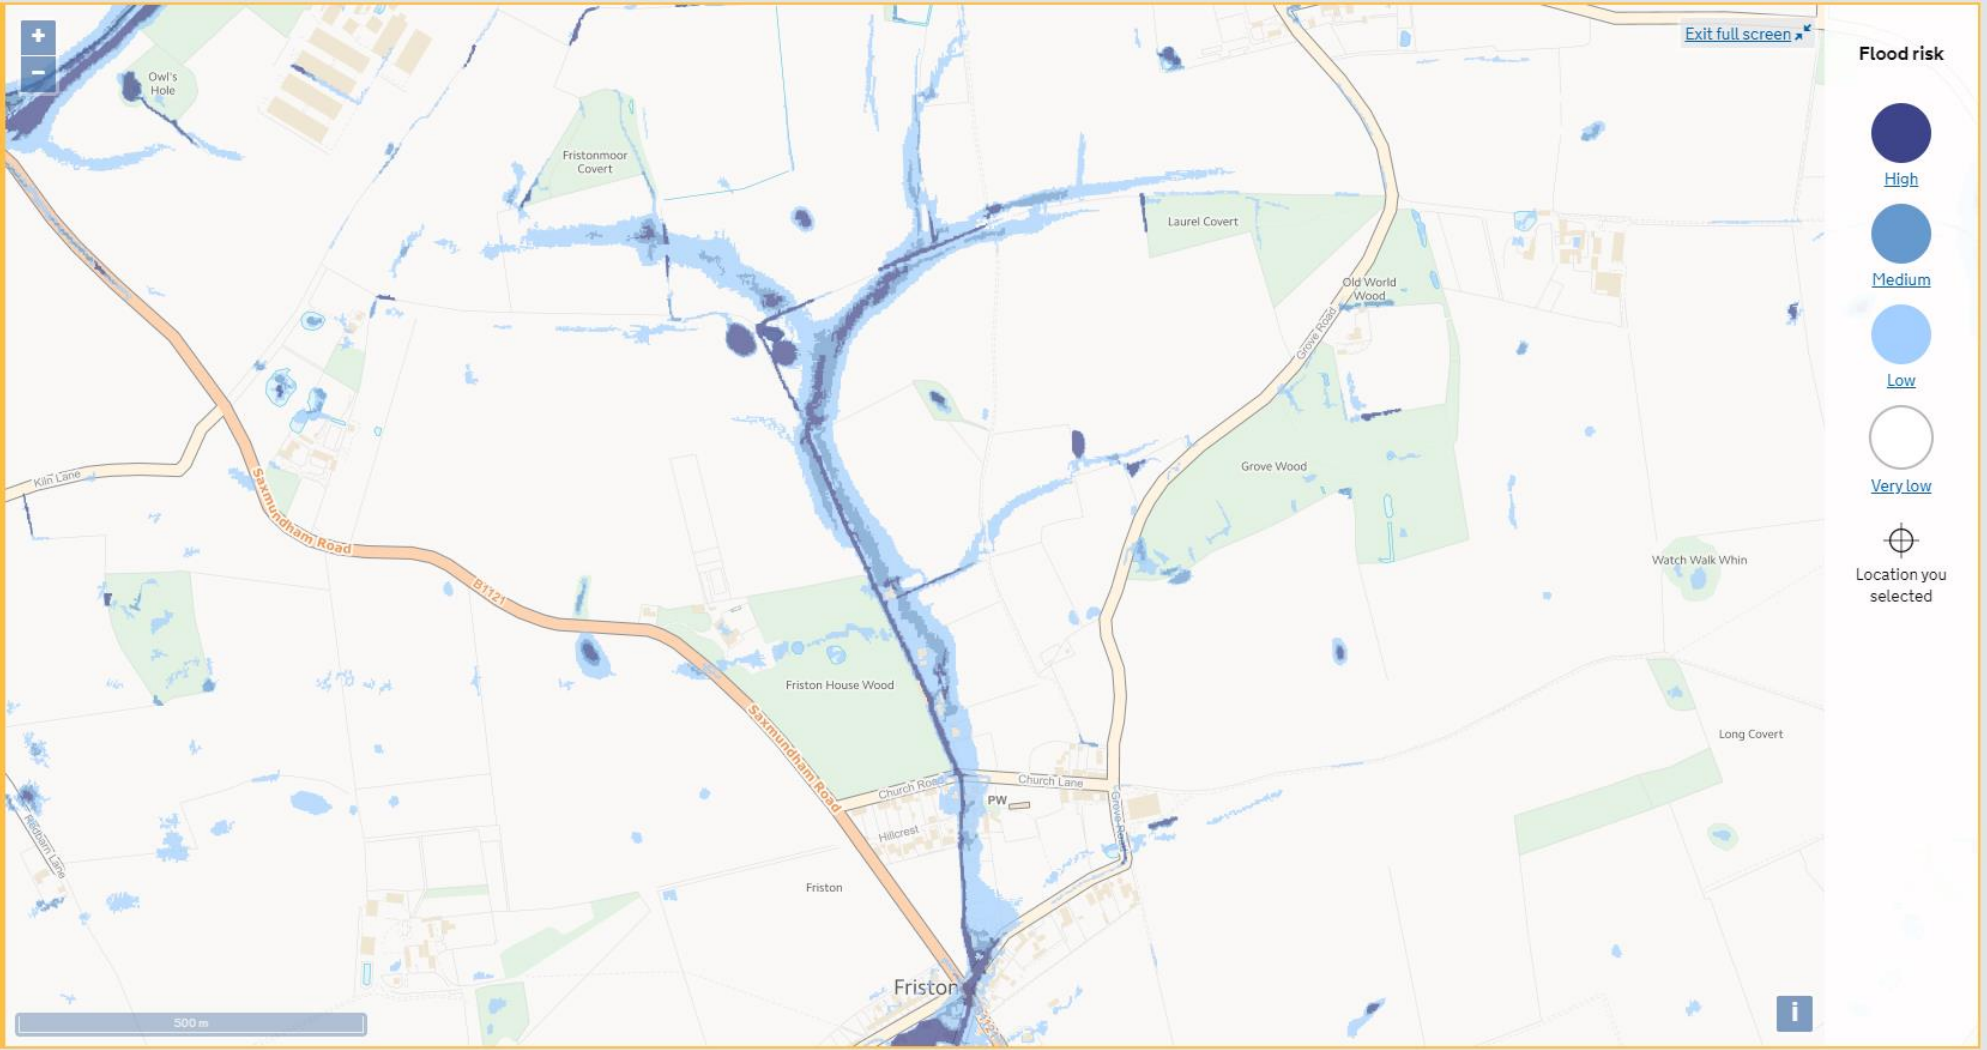 +
−
Exit full screen
Flood risk
High
Medium
Low
Very low
Location you
selected
Owl's
Hole
Fristonmoor
Covert
Laurel Covert
Old World
Wood
Grove Road
Grove Wood
Kiln Lane
Saxmundham Road
B1121
Watch Walk Whin
Friston House Wood
Saxmundham Road
Long Covert
Church Road
Church Lane
PW
Grove Road
Hillcrest
Redbarn Lane
Friston
Friston
500 m
i